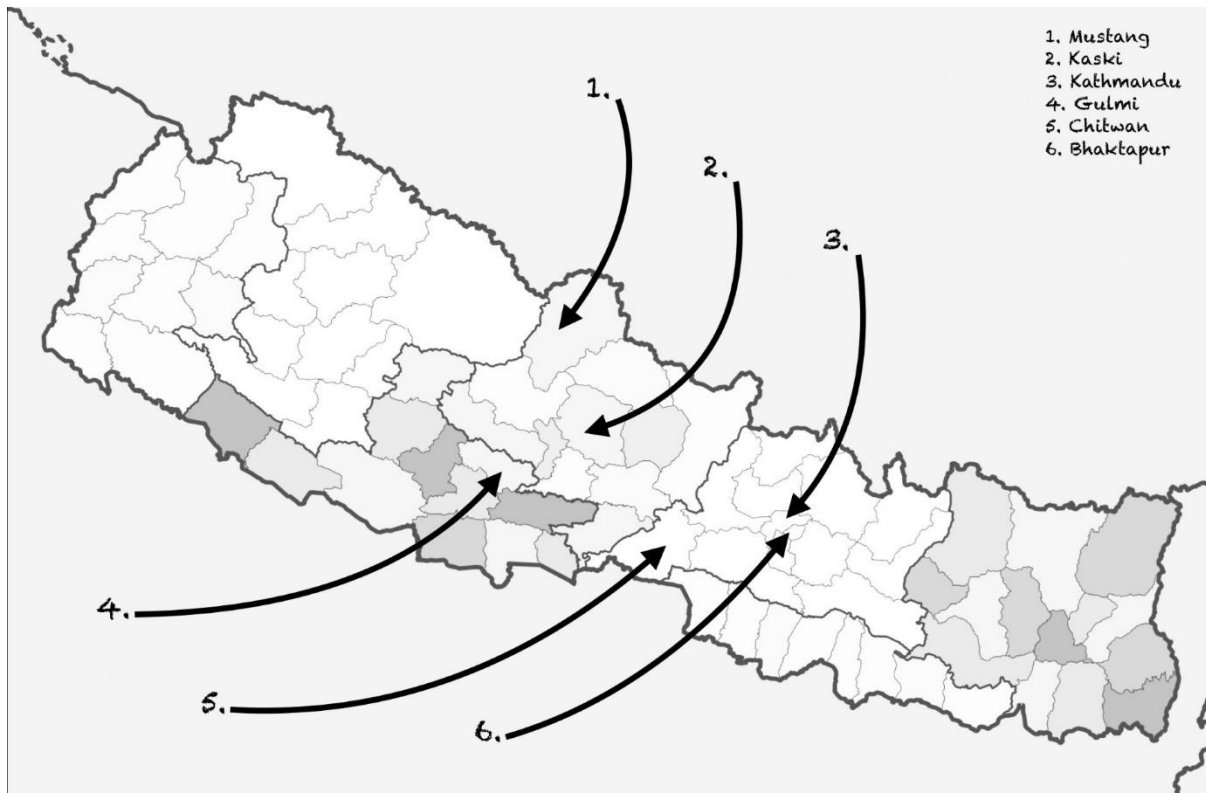 1. Mustang
2. Kaski
3. Kathmandu
4. Gulmi
5. Chitwan
6. Bhaktapur
1.
2.
3.
4.
5.
6.